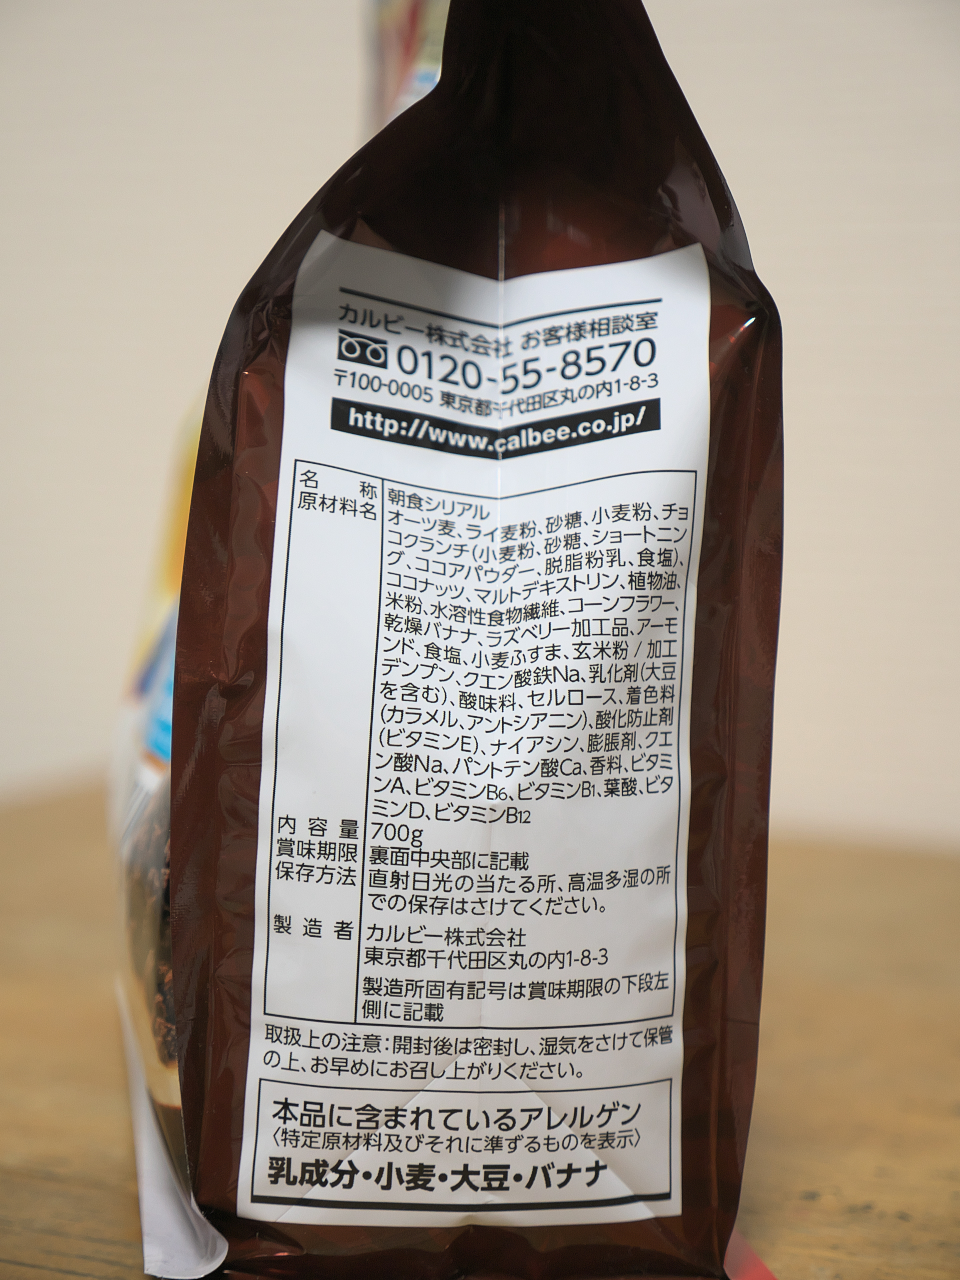 カルビー株式会社 お客様相談室
0120-55-8570
〒100-0005 東京都千代田区丸の内1-8-3
http://www.calbee.co.jp/
名称 朝食シリアル
原材料名 オーツ麦、ライ麦粉、砂糖、小麦粉、チョ
コクランチ(小麦粉、砂糖、ショートニン
グ、ココアパウダー、脱脂粉乳、食塩)、
ココナッツ、マルトデキストリン、植物油、
米粉、水溶性食物繊維、コーンフラワー、
乾燥バナナ、ラズベリー加工品、アーモ
ンド、食塩、小麦ふすま、玄米粉 / 加工
デンプン、クエン酸鉄Na、乳化剤(大豆
を含む)、酸味料、セルロース、着色料
(カラメル、アントシアニン)、酸化防止剤
(ビタミンE)、ナイアシン、膨脹剤、クエ
ン酸Na、パントテン酸Ca、香料、ビタミ
ンA、ビタミンB6、ビタミンB1、葉酸、ビタ
ミンD、ビタミンB12
内容量 700g
賞味期限 裏面中央部に記載
保存方法 直射日光の当たる所、高温多湿の所
での保存はさけてください。
製造者 カルビー株式会社
東京都千代田区丸の内1-8-3
製造所固有記号は賞味期限の下段左
側に記載
取扱上の注意:開封後は密封し、湿気をさけて保管
の上、お早めにお召し上がりください。
本品に含まれているアレルゲン
〈特定原材料及びそれに準ずるものを表示〉
乳成分・小麦・大豆・バナナ